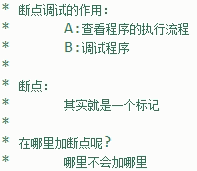 * 断点调试的作用:
* A:查看程序的执行流程
* B:调试程序
*
* 断点:
* 其实就是一个标记
*
* 在哪里加断点呢?
* 哪里不会加哪里